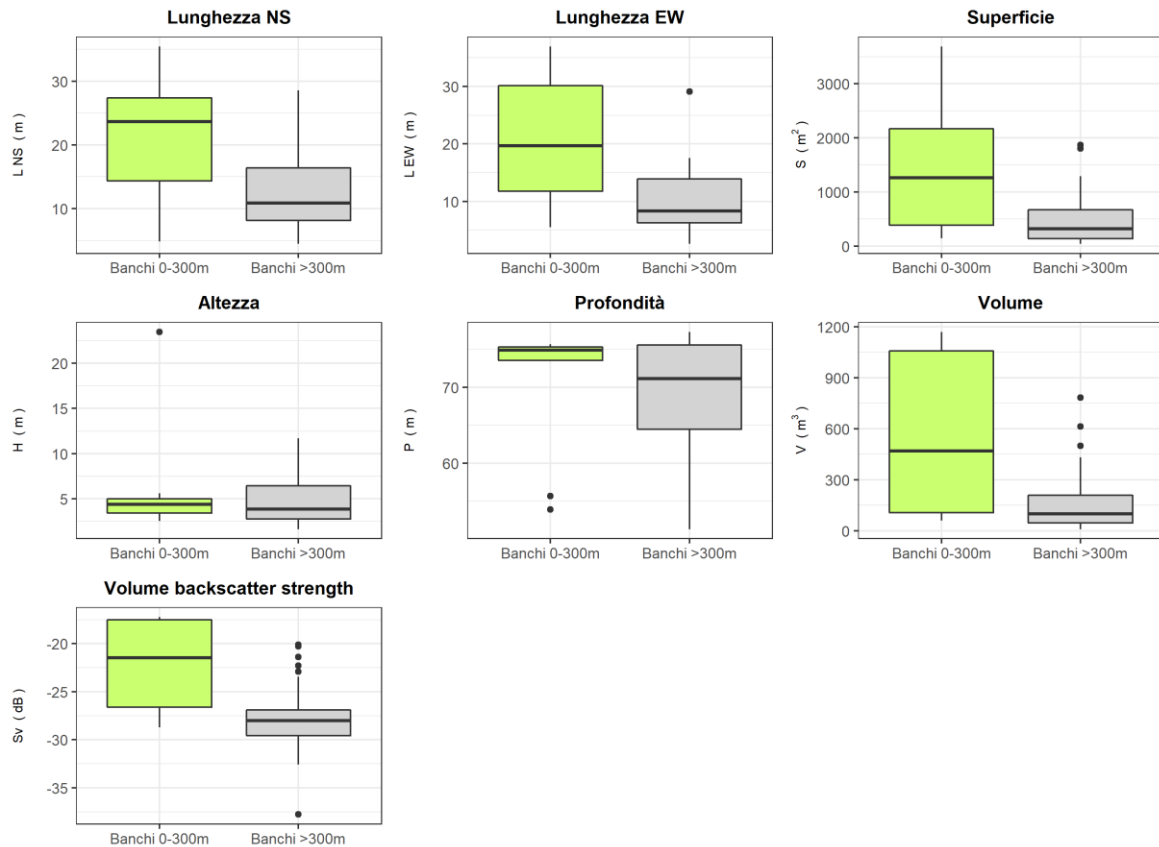 Lunghezza NS
Lunghezza EW
Superficie
L NS ( m )
30
20
10
Banchi 0-300m
Banchi >300m
L EW ( m )
30
20
10
Banchi 0-300m
Banchi >300m
S ( m² )
3000
2000
1000
0
Banchi 0-300m
Banchi >300m
Altezza
Profondità
Volume
H ( m )
20
15
10
5
Banchi 0-300m
Banchi >300m
P ( m )
70
60
Banchi 0-300m
Banchi >300m
V ( m³ )
1200
900
600
300
0
Banchi 0-300m
Banchi >300m
Volume backscatter strength
Sv ( dB )
-20
-25
-30
-35
Banchi 0-300m
Banchi >300m